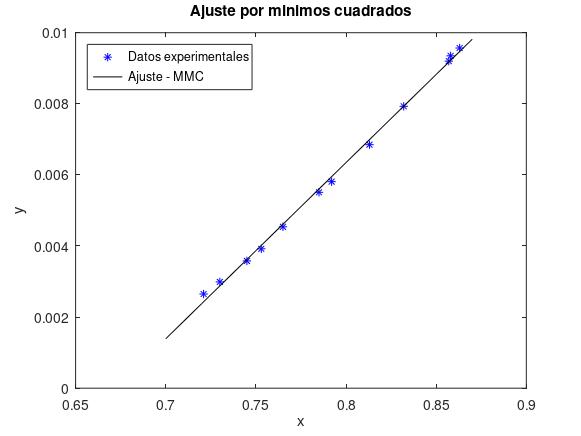 Ajuste por minimos cuadrados
Datos experimentales
Ajuste - MMC
0.01
0.008
0.006
0.004
0.002
0
y
0.65 0.7 0.75 0.8 0.85 0.9
x